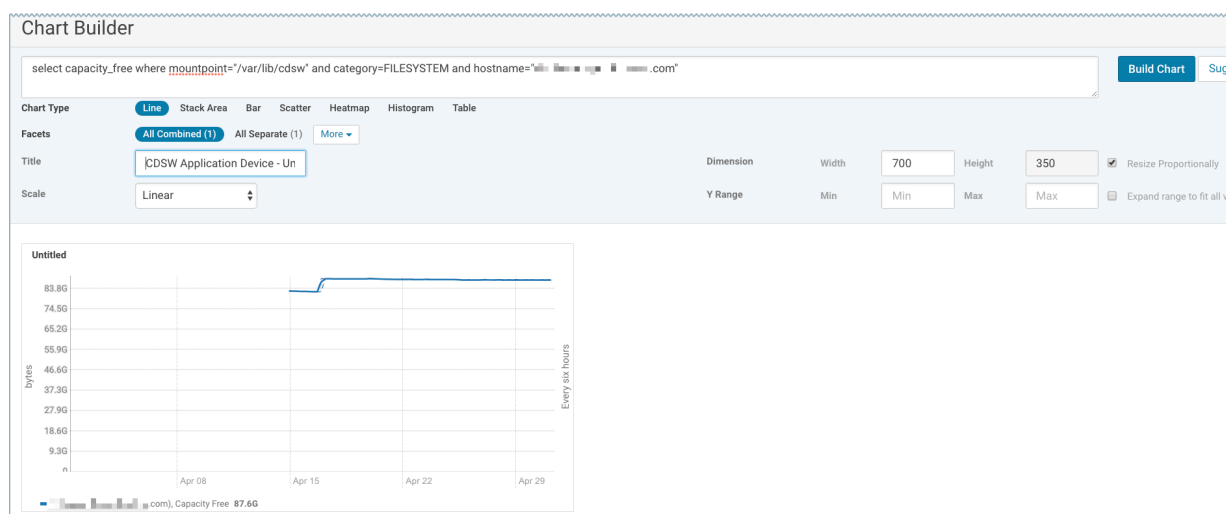 Chart Builder
select capacity_free where mountpoint="/var/lib/cdsw" and category=FILESYSTEM and hostname=" .com"
Build Chart Sug
Chart Type Line Stack Area Bar Scatter Heatmap Histogram Table
Facets All Combined (1) All Separate (1) More
Title CDSW Application Device - Un Dimension Width 700 Height 350 Resize Proportionally
Scale Linear Y Range Min Min Max Max Expand range to fit all v
Untitled
83.8G
74.5G
65.2G
55.9G
46.6G
37.3G
27.9G
18.6G
9.3G
0
bytes
Every six hours
Apr 08 Apr 15 Apr 22 Apr 29
.com), Capacity Free 87.6G